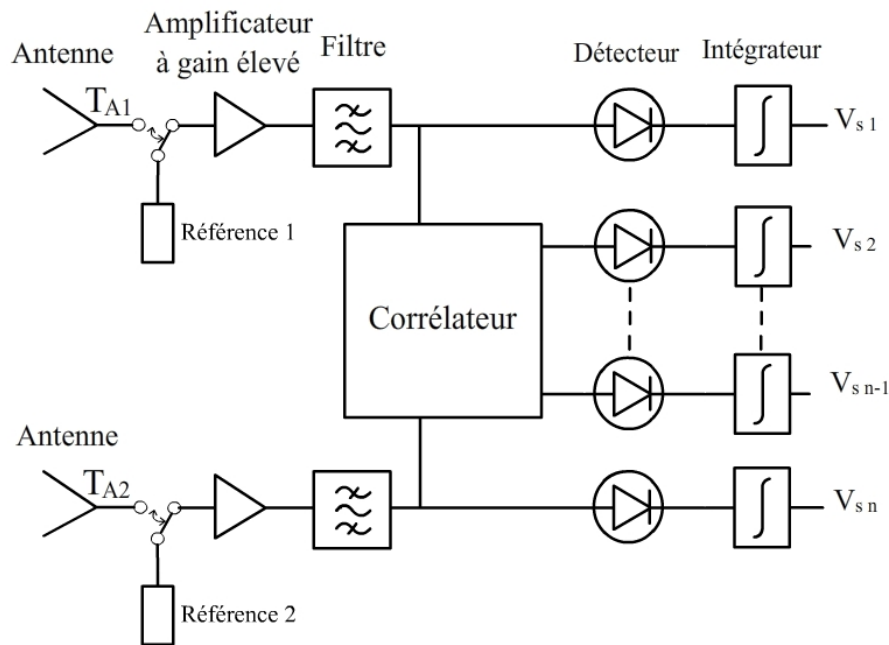 Amplificateur
à gain élevé
Antenne
Filtre
Détecteur
Intégrateur
TA1
Vs 1
Référence 1
Vs 2
Corrélateur
Vs n-1
Antenne
TA2
Vs n
Référence 2